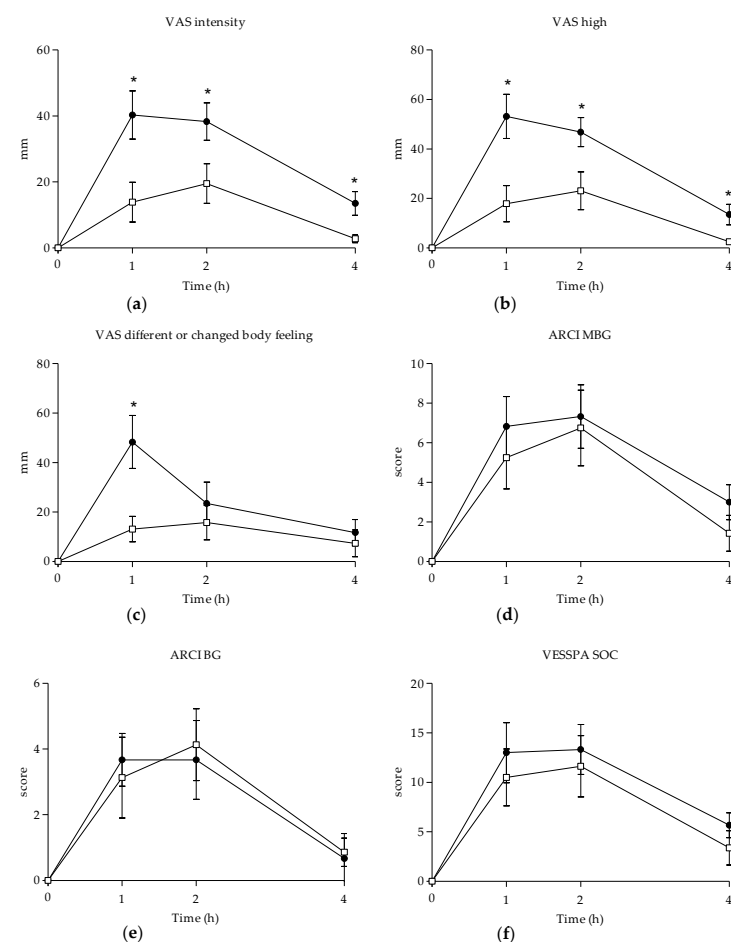 VAS intensity
60
40
20
0
mm
*
*
*
0
1
2
4
Time (h)
(a)
VAS high
80
60
40
20
0
mm
*
*
*
0
1
2
4
Time (h)
(b)
VAS different or changed body feeling
80
60
40
20
0
mm
*
0
1
2
4
Time (h)
(c)
ARCI MBG
10
8
6
4
2
0
score
0
1
2
4
Time (h)
(d)
ARCI BG
6
4
2
0
score
0
1
2
4
Time (h)
(e)
VESSPA SOC
20
15
10
5
0
score
0
1
2
4
Time (h)
(f)